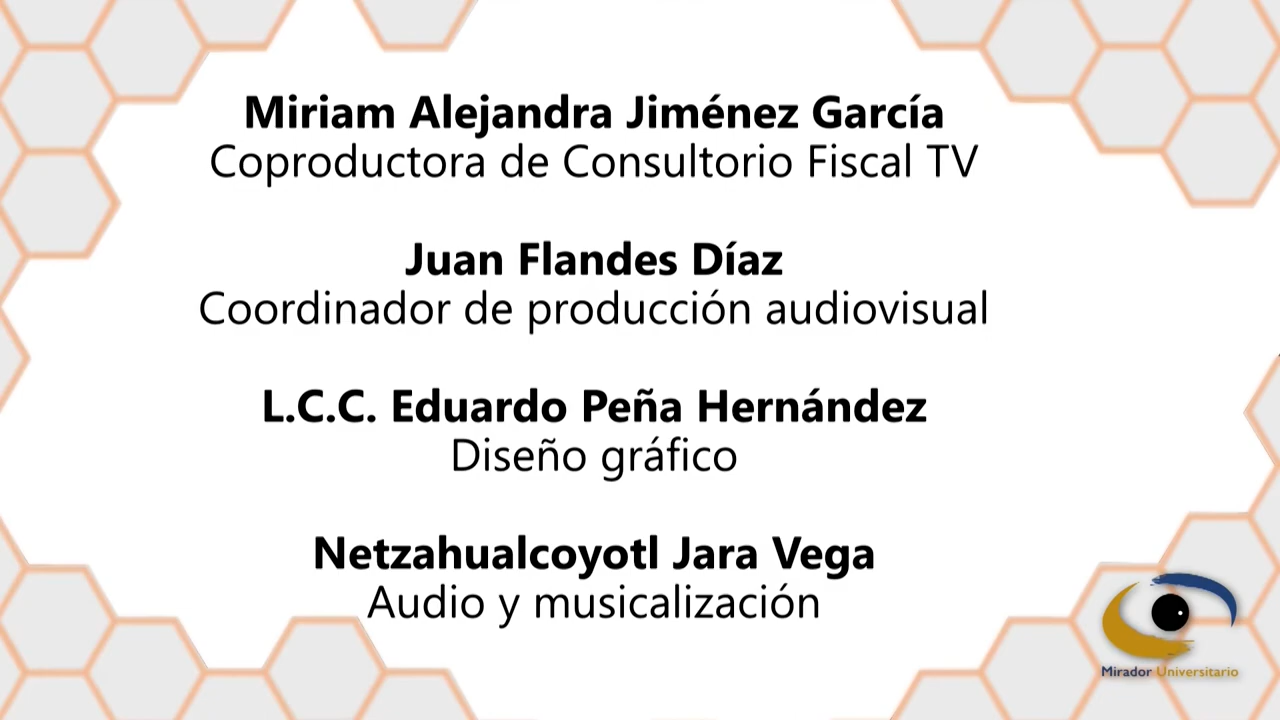 Miriam Alejandra Jiménez García
Coproductora de Consultorio Fiscal TV
Juan Flandes Díaz
Coordinador de producción audiovisual
L.C.C. Eduardo Peña Hernández
Diseño gráfico
Netzahualcoyotl Jara Vega
Audio y musicalización
Mirador Universitario